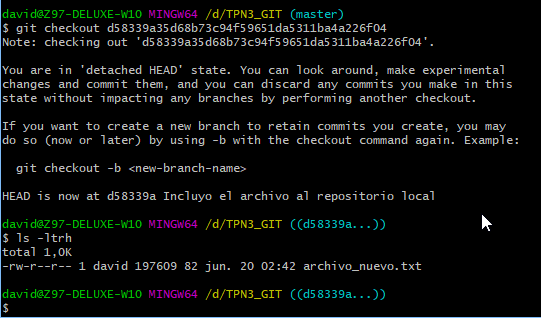 david@Z97-DELUXE-W10 MINGW64 /d/TPN3_GIT (master)
$ git checkout d58339a35d68b73c94f59651da5311ba4a226f04
Note: checking out 'd58339a35d68b73c94f59651da5311ba4a226f04'.
You are in 'detached HEAD' state. You can look around, make experimental
changes and commit them, and you can discard any commits you make in this
state without impacting any branches by performing another checkout.
If you want to create a new branch to retain commits you create, you may
do so (now or later) by using -b with the checkout command again. Example:
git checkout -b <new-branch-name>
HEAD is now at d58339a Incluyo el archivo al repositorio local
david@Z97-DELUXE-W10 MINGW64 /d/TPN3_GIT ((d58339a...))
$ ls -ltrh
total 1,0K
-rw-r--r-- 1 david 197609 82 jun. 20 02:42 archivo_nuevo.txt
david@Z97-DELUXE-W10 MINGW64 /d/TPN3_GIT ((d58339a...))
$